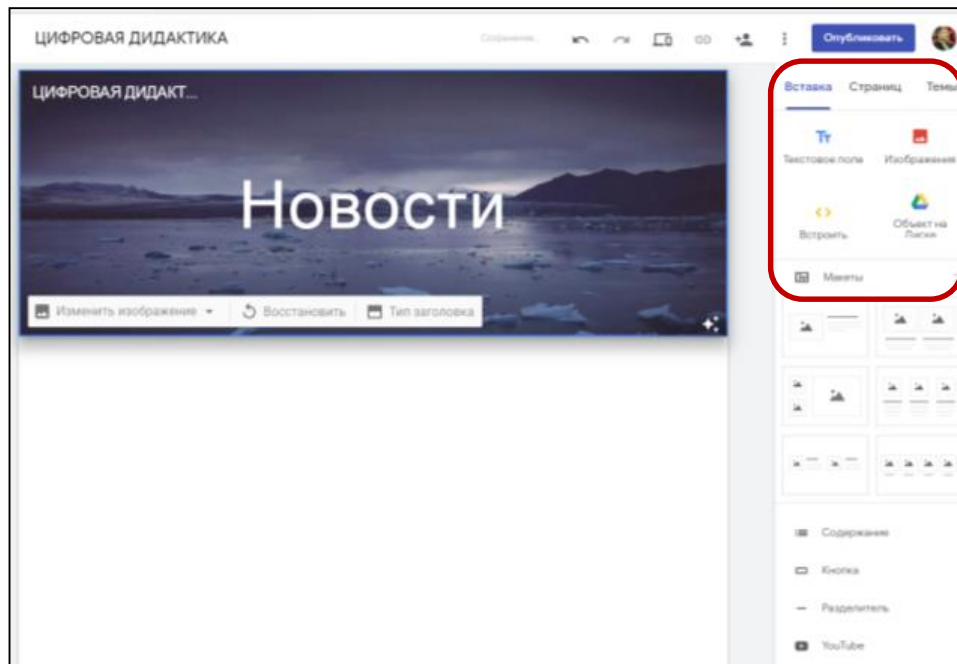 ЦИФРОВАЯ ДИДАКТИКА
Сохранение...
Опубликовать
ЦИФРОВАЯ ДИДАКТ...
Новости
Изменить изображение
Восстановить
Тип заголовка
Вставка Страниц Темы
Текстовое поле Изображения
Встроить Объект на Диске
Макеты
Содержание
Кнопка
Разделитель
YouTube